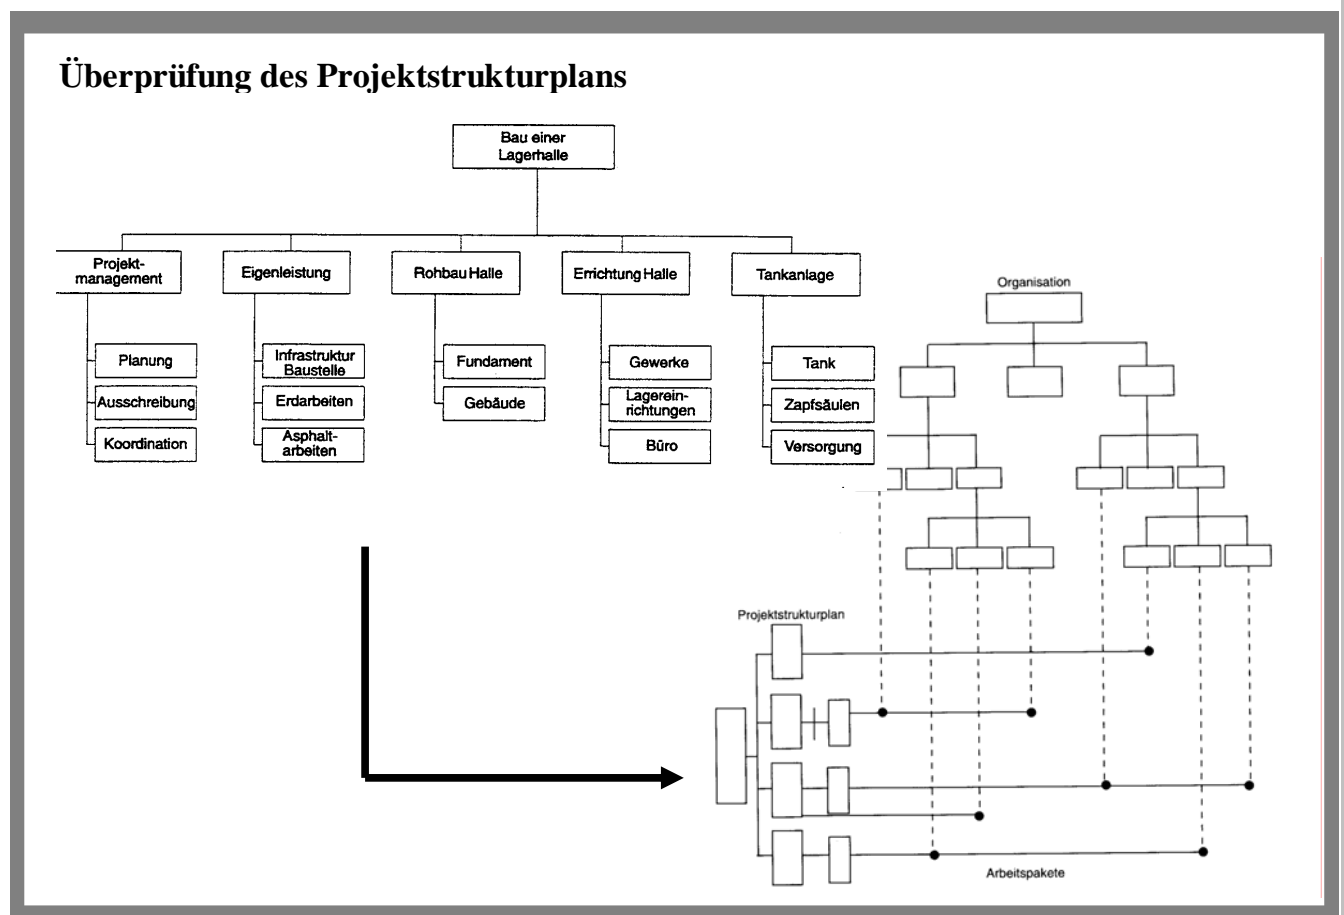 Überprüfung des Projektstrukturplans
Bau einer
Lagerhalle
Projekt-
management
Eigenleistung
Rohbau Halle
Errichtung Halle
Tankanlage
Planung
Ausschreibung
Koordination
Infrastruktur
Baustelle
Erdarbeiten
Asphalt-
arbeiten
Fundament
Gebäude
Gewerke
Lagerein-
richtungen
Büro
Tank
Zapfsäulen
Versorgung
Organisation
Projektstrukturplan
Arbeitspakete